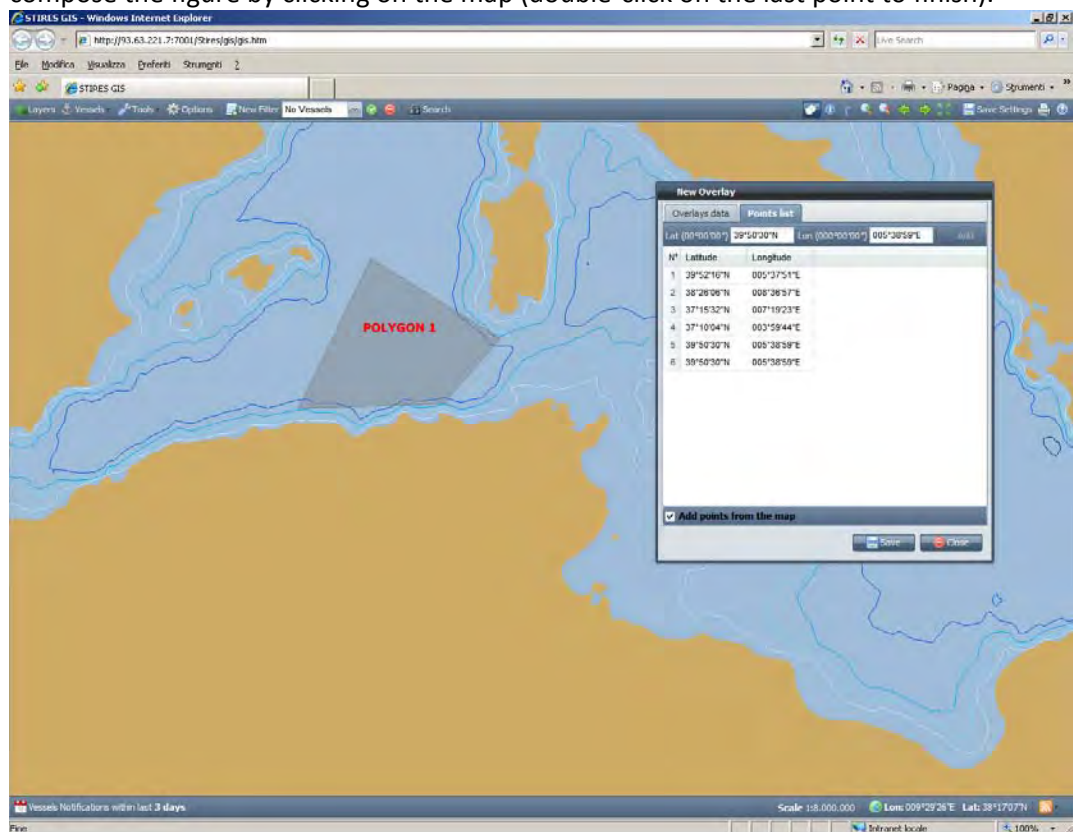 compose the figure by clicking on the map (double-click on the last point to finish).
STIRES GIS - Windows Internet Explorer
http://93.63.221.7:7001/Stires/gis/gis.htm
Live Search
File Modifica Visualizza Preferiti Strumenti ?
STIRES GIS
Pagina Strumenti
Layers Vessels Tools Options New Filter No Vessels Search
Save Settings
New Overlay
Overlays data Points list
Lat (00°00'00") 39°50'30"N Lon (000°00'00") 005°38'59"E Add
N° Latitude Longitude
1 39°52'16"N 005°37'51"E
2 38°26'06"N 008°36'57"E
3 37°15'32"N 007°19'23"E
4 37°10'04"N 003°59'44"E
5 39°50'30"N 005°38'59"E
6 39°50'30"N 005°38'59"E
POLYGON 1
Add points from the map
Save Close
Vessels Notifications within last 3 days
Scale 1:8.000.000 Lon: 009°29'26"E Lat: 38°17'07"N
Fine
Intranet locale 100%